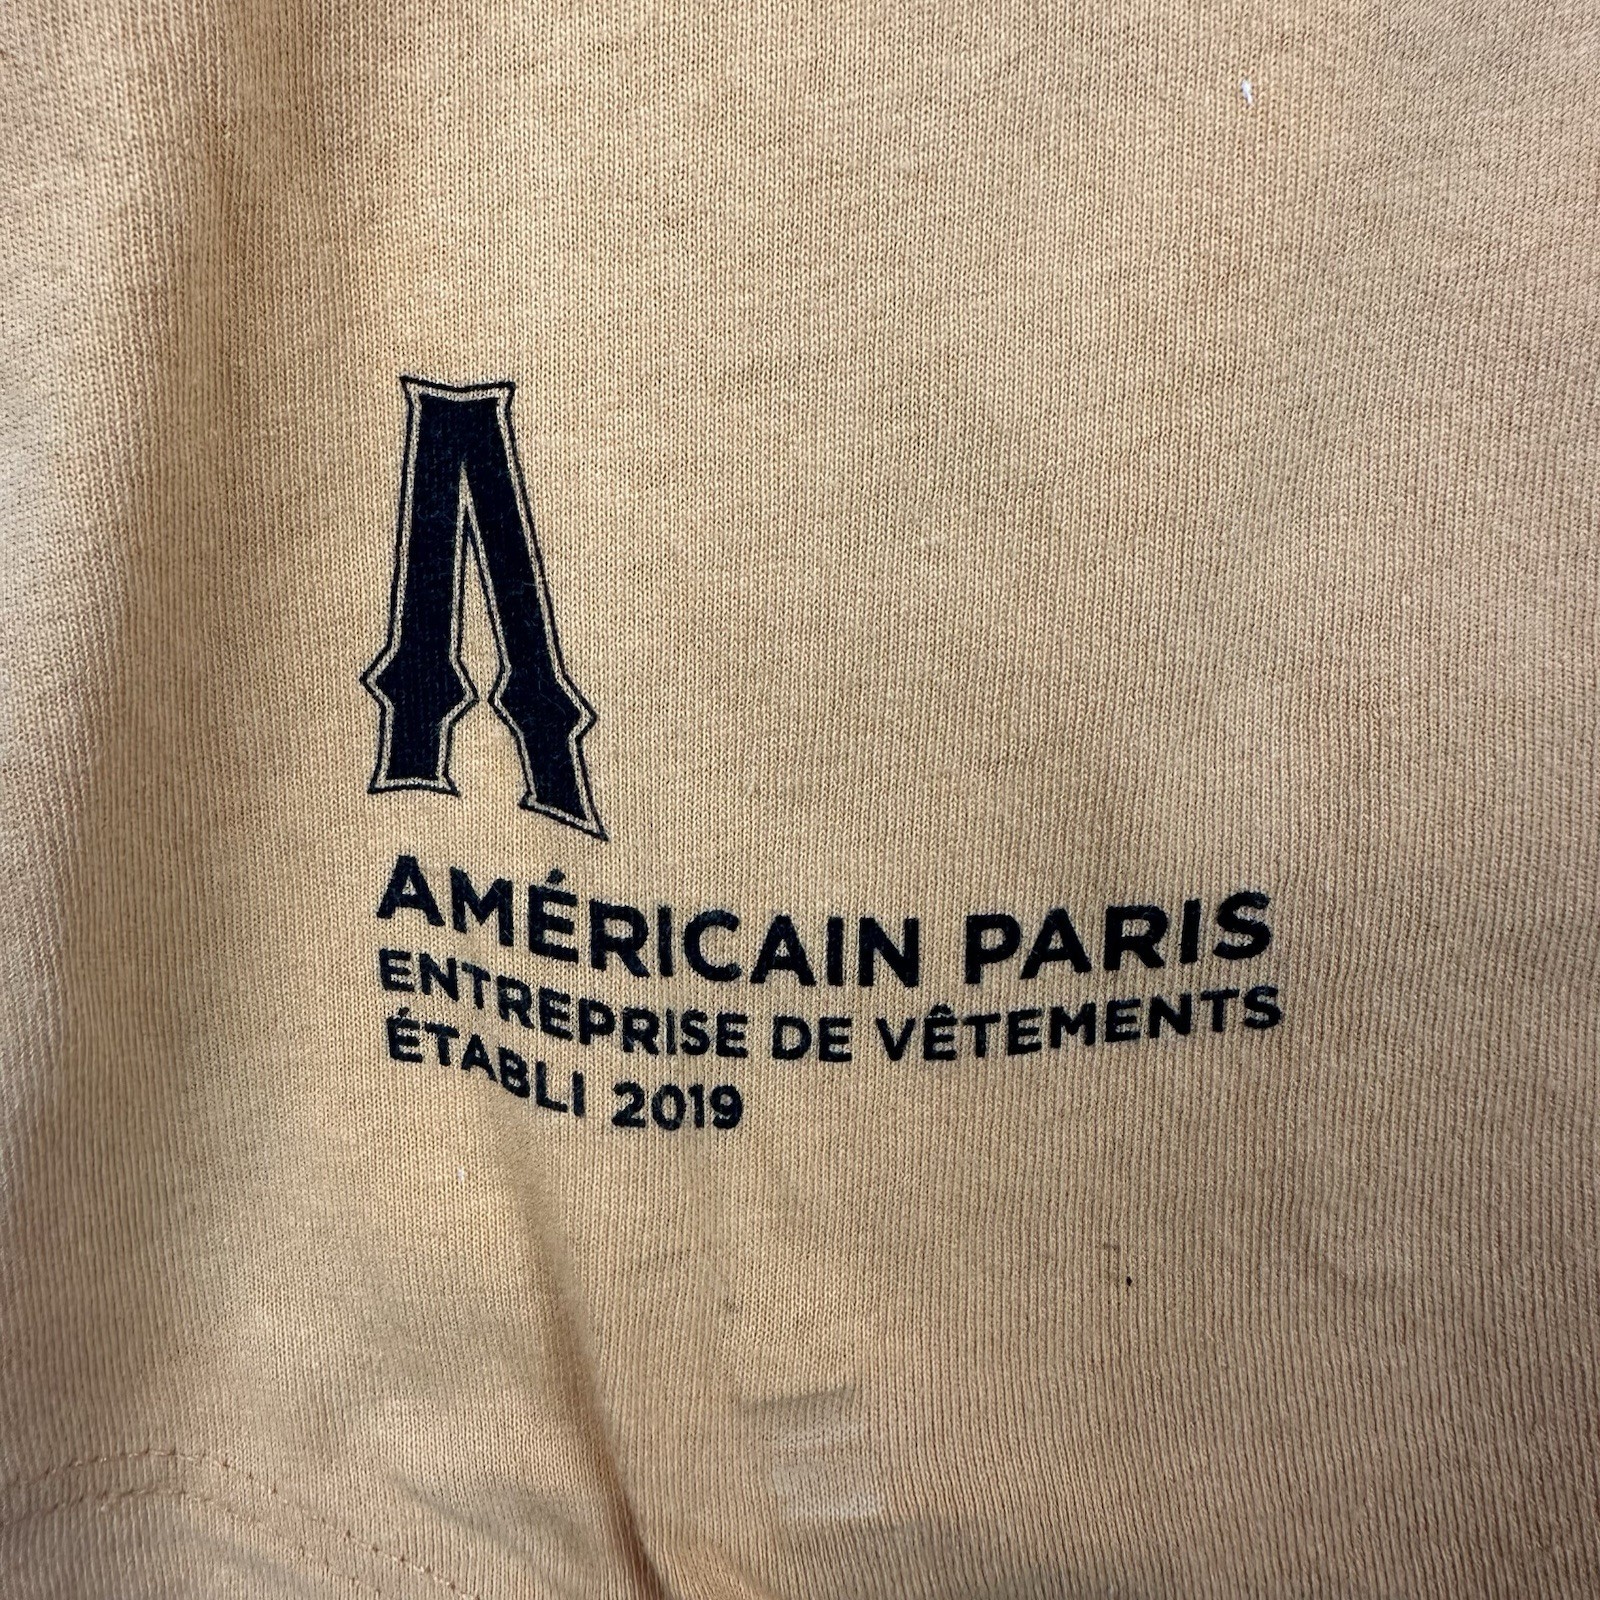 A
AMÉRICAIN PARIS
ENTREPRISE DE VÊTEMENTS
ÉTABLI 2019